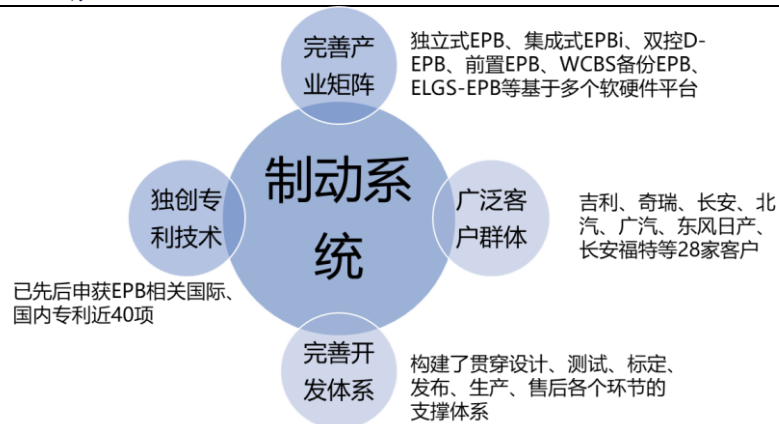 完善产
业矩阵
独立式EPB、集成式EPBi、双控D-
EPB、前置EPB、WCBS备份EPB、
ELGS-EPB等基于多个软硬件平台
制动系
统
独创专
利技术
已先后申获EPB相关国际、
国内专利近40项
广泛客
户群体
吉利、奇瑞、长安、北
汽、广汽、东风日产、
长安福特等28家客户
完善开
发体系
构建了贯穿设计、测试、标定、
发布、生产、售后各个环节的
支撑体系